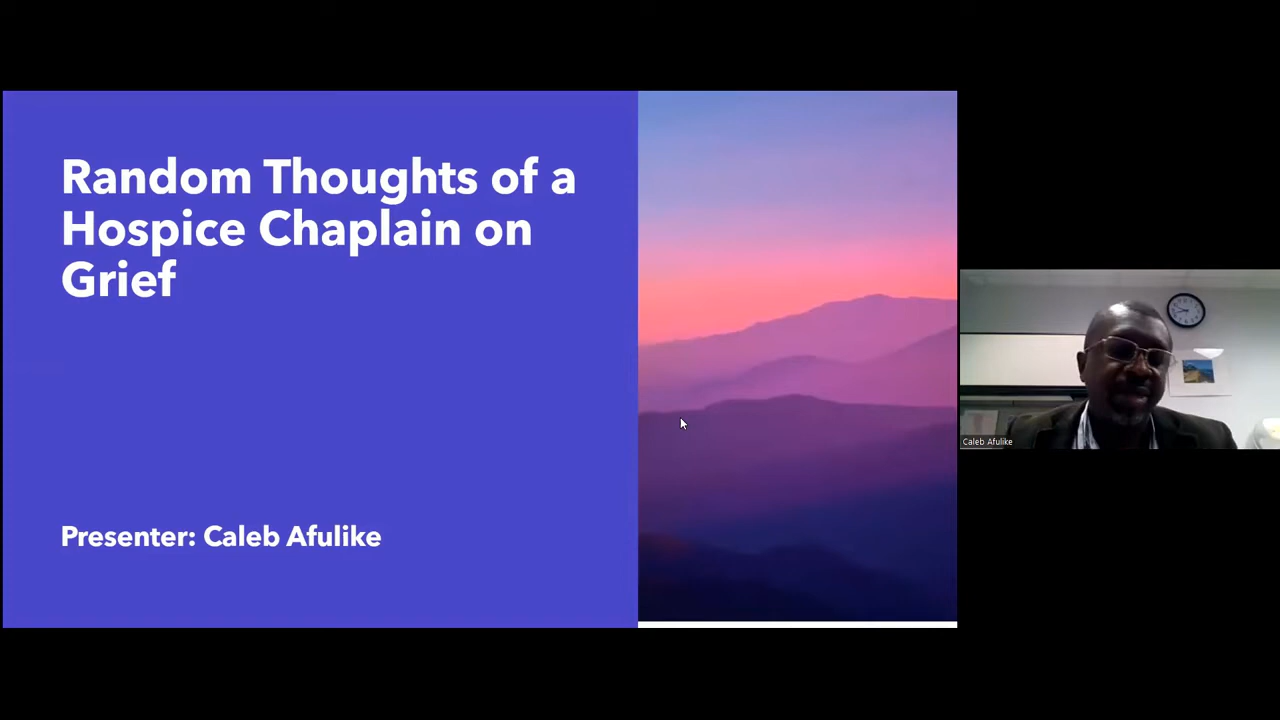 Random Thoughts of a
Hospice Chaplain on
Grief
Presenter: Caleb Afulike
Caleb Afulike